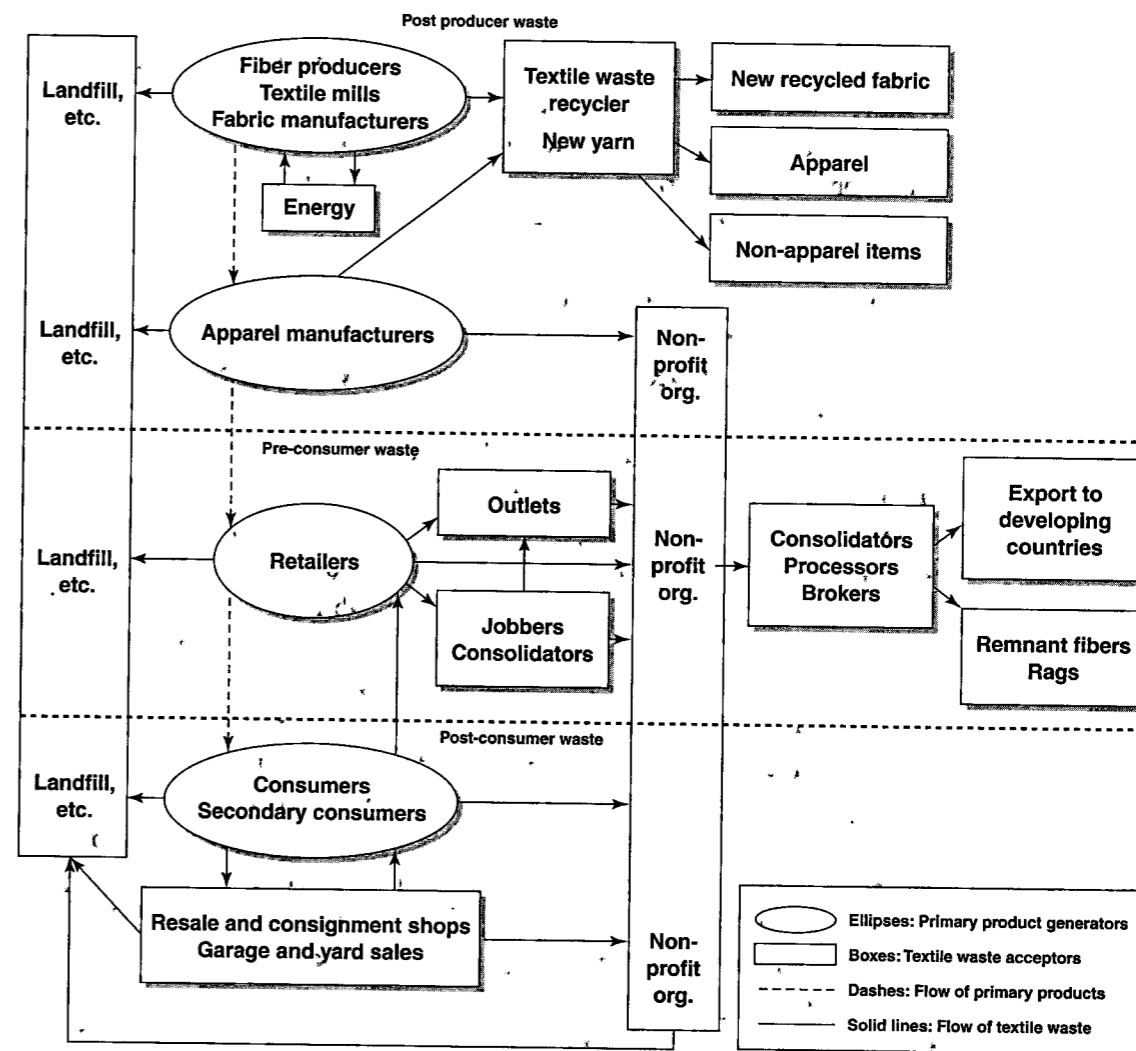 Post producer waste
Landfill,
etc.
Fiber producers
Textile mills
Fabric manufacturers
Energy
Textile waste
recycler
New yarn
New recycled fabric
Apparel
Non-apparel items
Landfill,
etc.
Apparel manufacturers
Non-
profit
org.
Pre-consumer waste
Landfill,
etc.
Retailers
Outlets
Jobbers
Consolidators
Non-
profit
org.
Consolidators
Processors
Brokers
Export to
developing
countries
Remnant fibers
Rags
Post-consumer waste
Landfill,
etc.
Consumers
Secondary consumers
Resale and consignment shops
Garage and yard sales
Non-
profit
org.
Ellipses: Primary product generators
Boxes: Textile waste acceptors
Dashes: Flow of primary products
Solid lines: Flow of textile waste